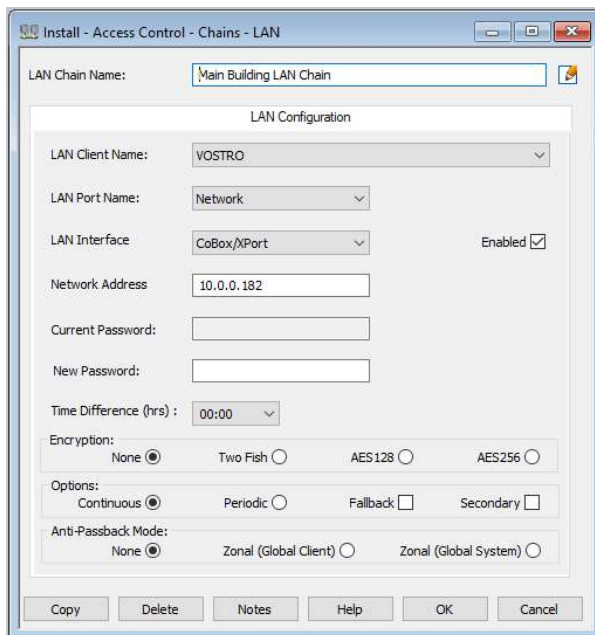 Install - Access Control - Chains - LAN
LAN Chain Name: Main Building LAN Chain
LAN Configuration
LAN Client Name: VOSTRO
LAN Port Name: Network
LAN Interface CoBox/XPort Enabled
Network Address 10.0.0.182
Current Password:
New Password:
Time Difference (hrs) : 00:00
Encryption:
None Two Fish AES128 AES256
Options:
Continuous Periodic Fallback Secondary
Anti-Passback Mode:
None Zonal (Global Client) Zonal (Global System)
Copy Delete Notes Help OK Cancel